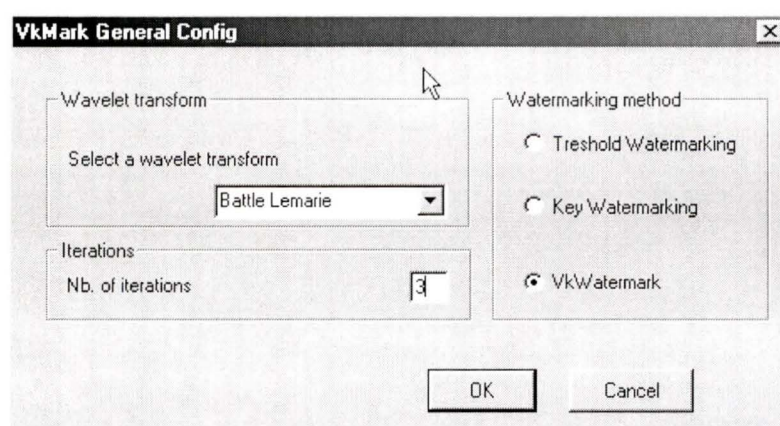 VkMark General Config
Wavelet transform
Select a wavelet transform
Battle Lemarie
Iterations
Nb. of iterations
3
Watermarking method
Treshold Watermarking
Key Watermarking
VkWatermark
OK
Cancel